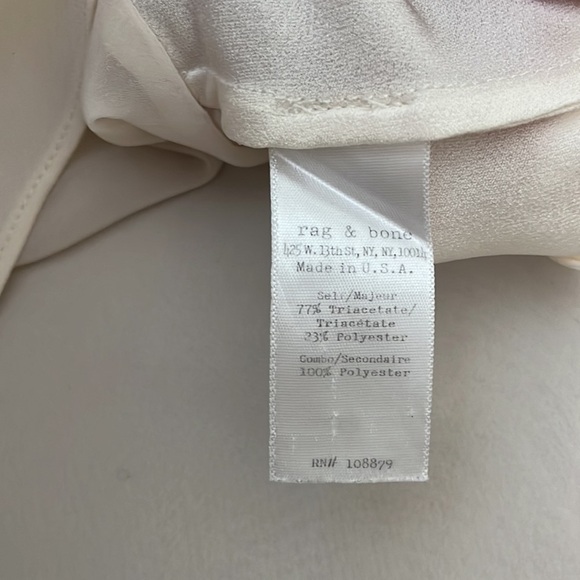 rag & bone
425 W. 13th St, NY, NY, 10014
Made in U.S.A.
Self/Majeur
77% Triacetate/
Triacétate
23% Polyester
Combo/Secondaire
100% Polyester
RN// 108879